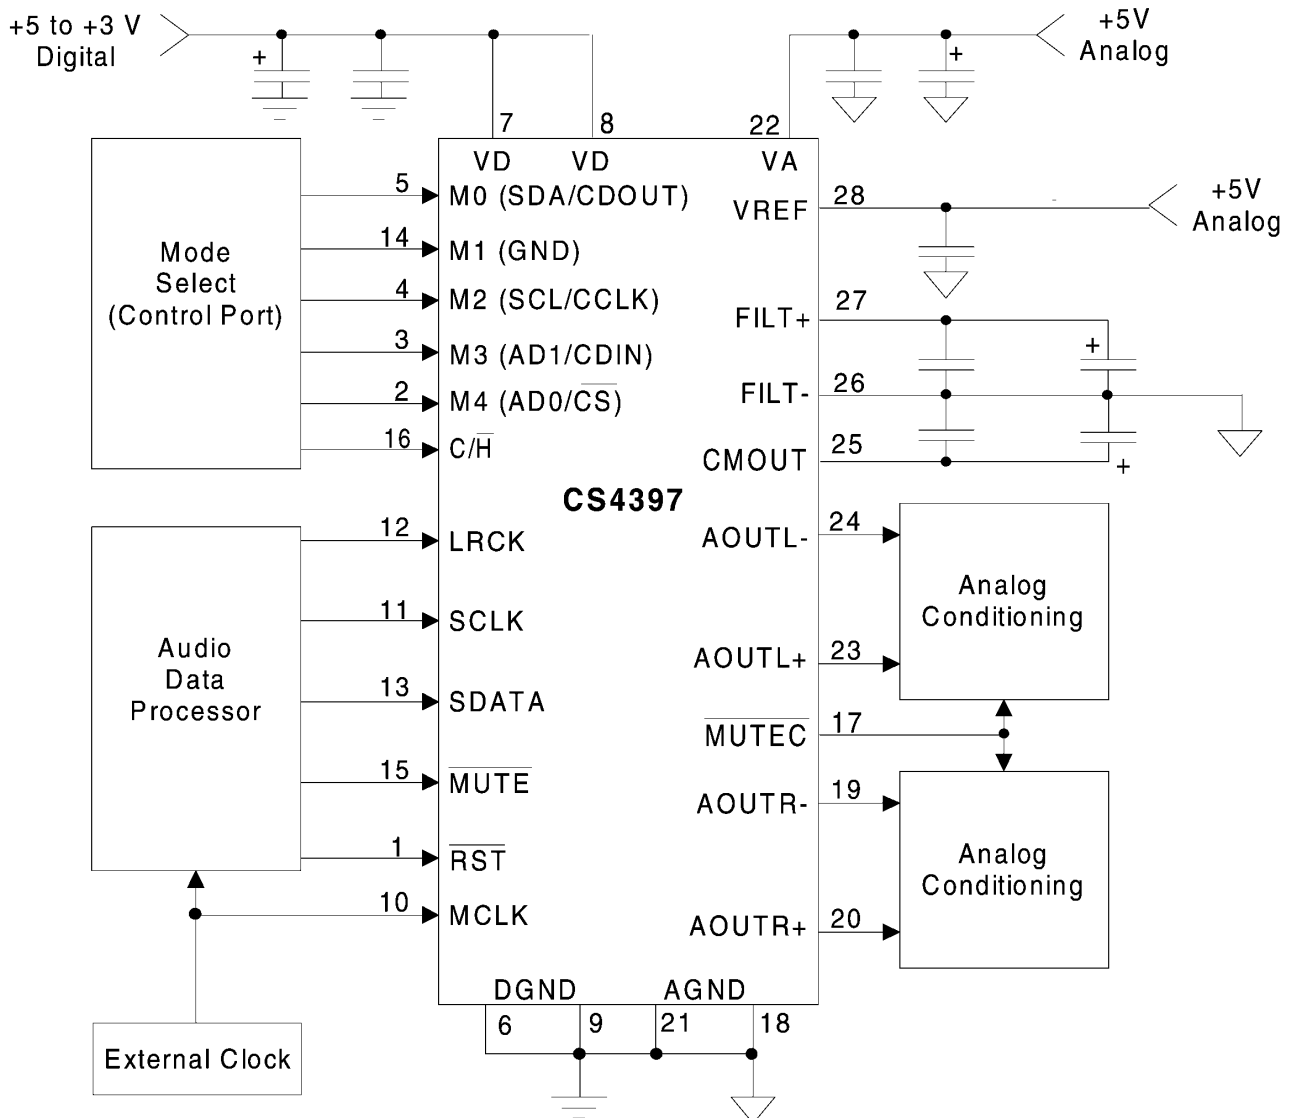 +5 to +3 V
Digital
+
+
+5V
Analog
7
8
22
VD
VD
VA
Mode
Select
(Control Port)
5
M0 (SDA/CDOUT)
14
M1 (GND)
4
M2 (SCL/CCLK)
3
M3 (AD1/CDIN)
2
M4 (AD0/C̅S̅)
16
C/H̅
VREF
28
+5V
Analog
FILT+
27
+
FILT-
26
CMOUT
25
+
CS4397
Audio
Data
Processor
12
LRCK
11
SCLK
13
SDATA
15
M̅U̅T̅E̅
1
R̅S̅T̅
10
MCLK
AOUTL-
24
Analog
Conditioning
AOUTL+
23
M̅U̅T̅E̅C̅
17
AOUTR-
19
Analog
Conditioning
AOUTR+
20
DGND
AGND
6
9
21
18
External Clock